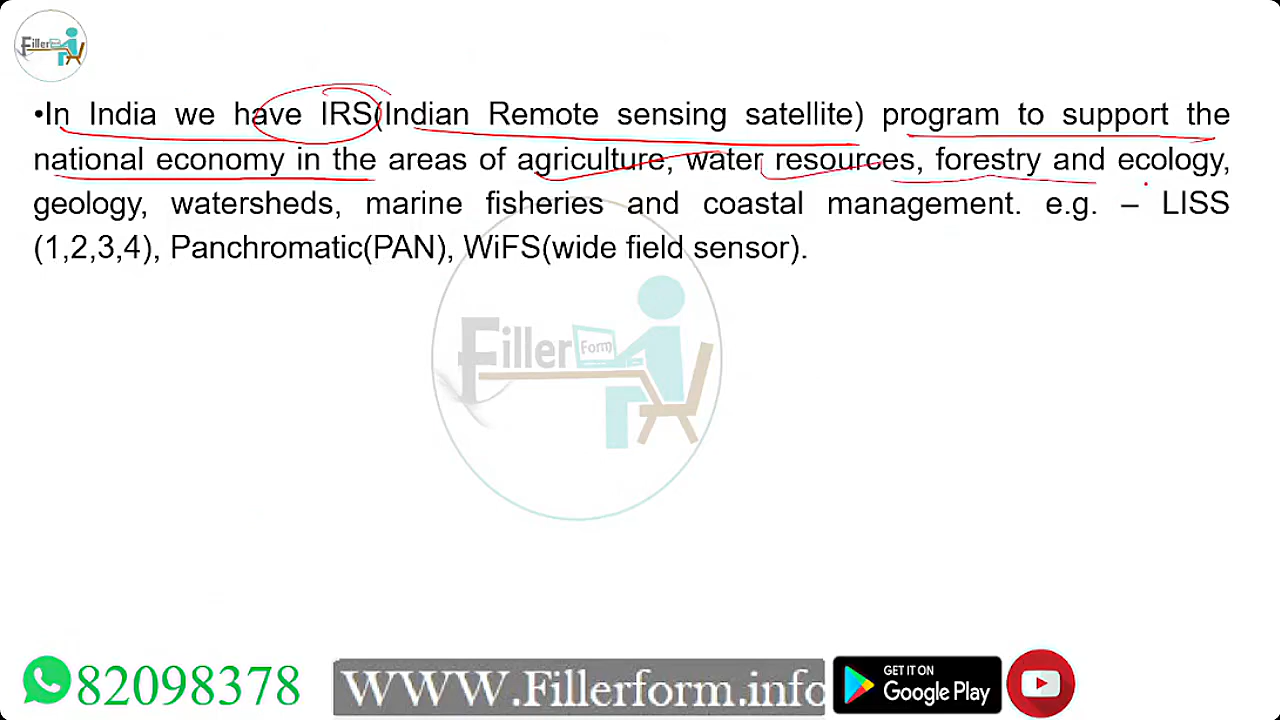 Filler
•In India we have IRS(Indian Remote sensing satellite) program to support the
national economy in the areas of agriculture, water resources, forestry and ecology,
geology, watersheds, marine fisheries and coastal management. e.g. – LISS
(1,2,3,4), Panchromatic(PAN), WiFS(wide field sensor).
Filler Form
82098378
WWW.Fillerform.info
GET IT ON
Google Play